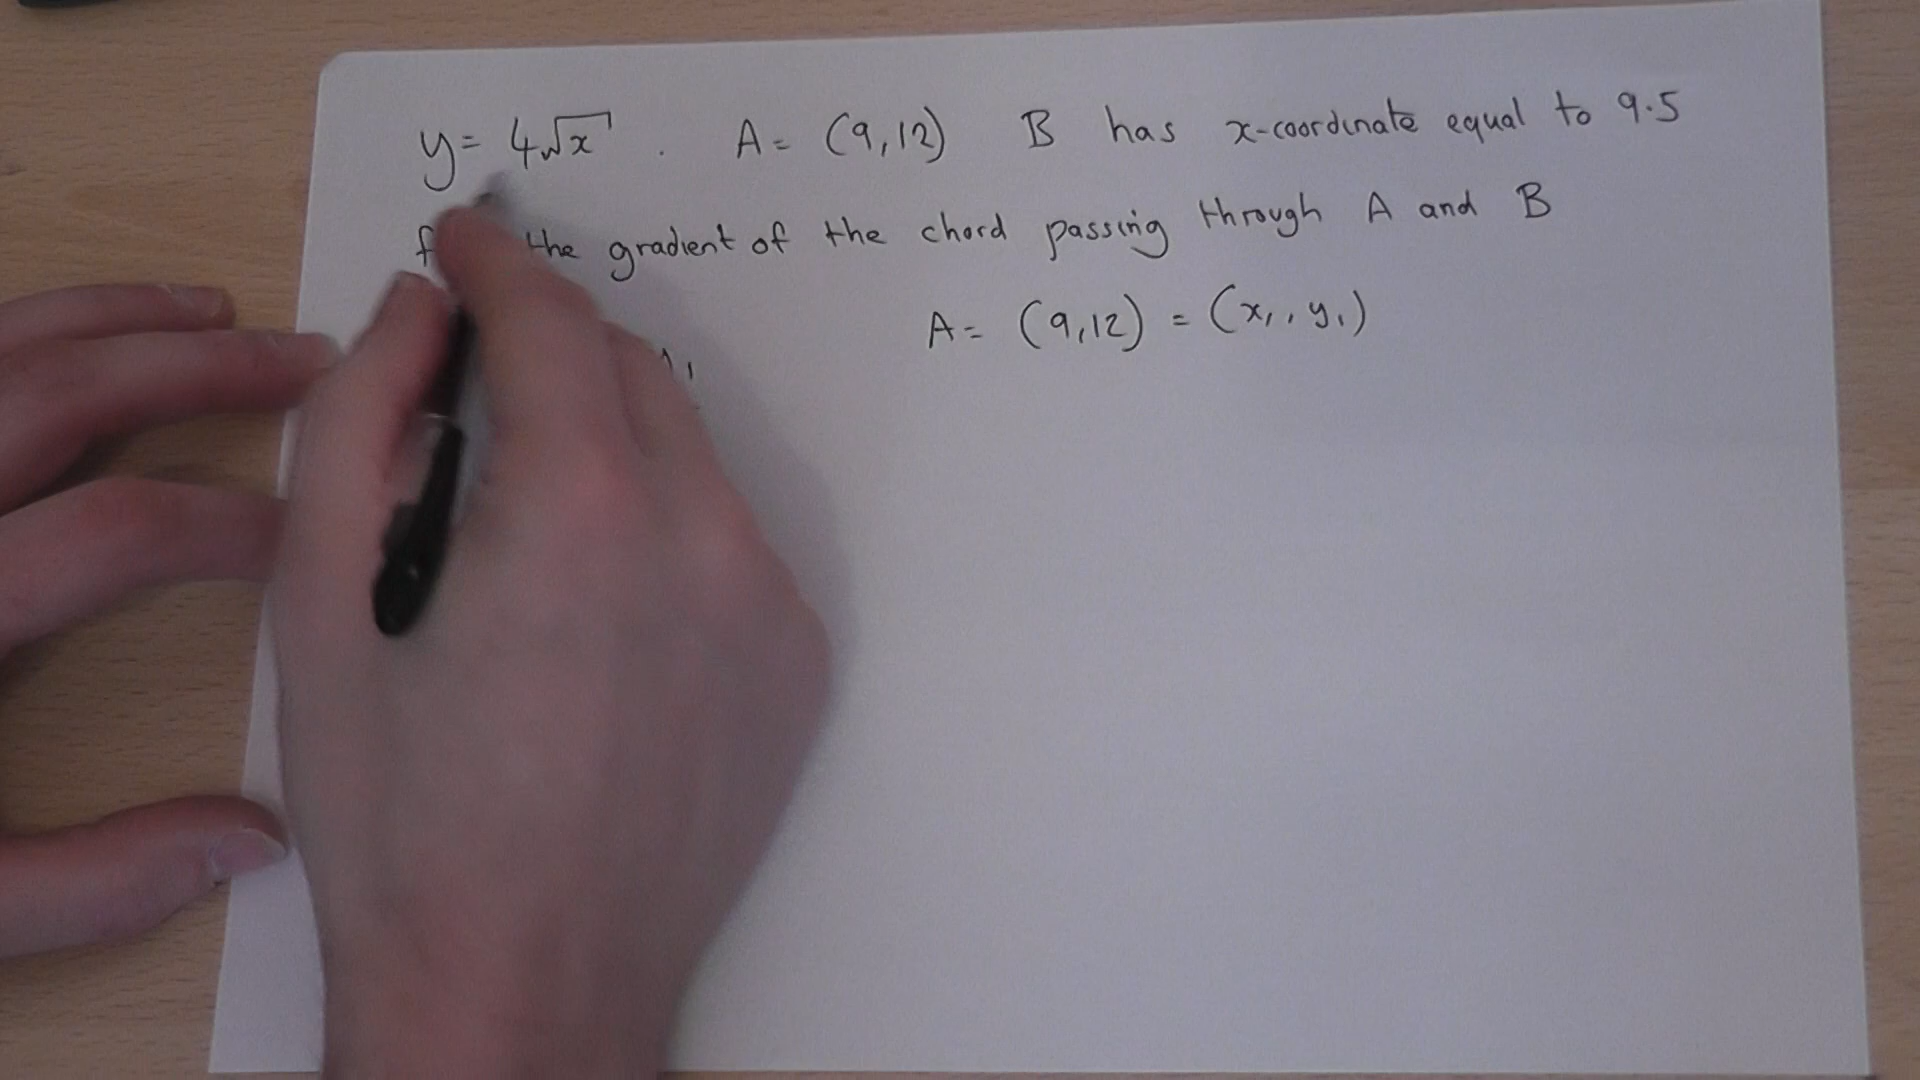 y = 4√x . A = (9,12) B has x-coordinate equal to 9.5
the gradient of the chord passing through A and B
A = (9,12) = (x₁, y₁)